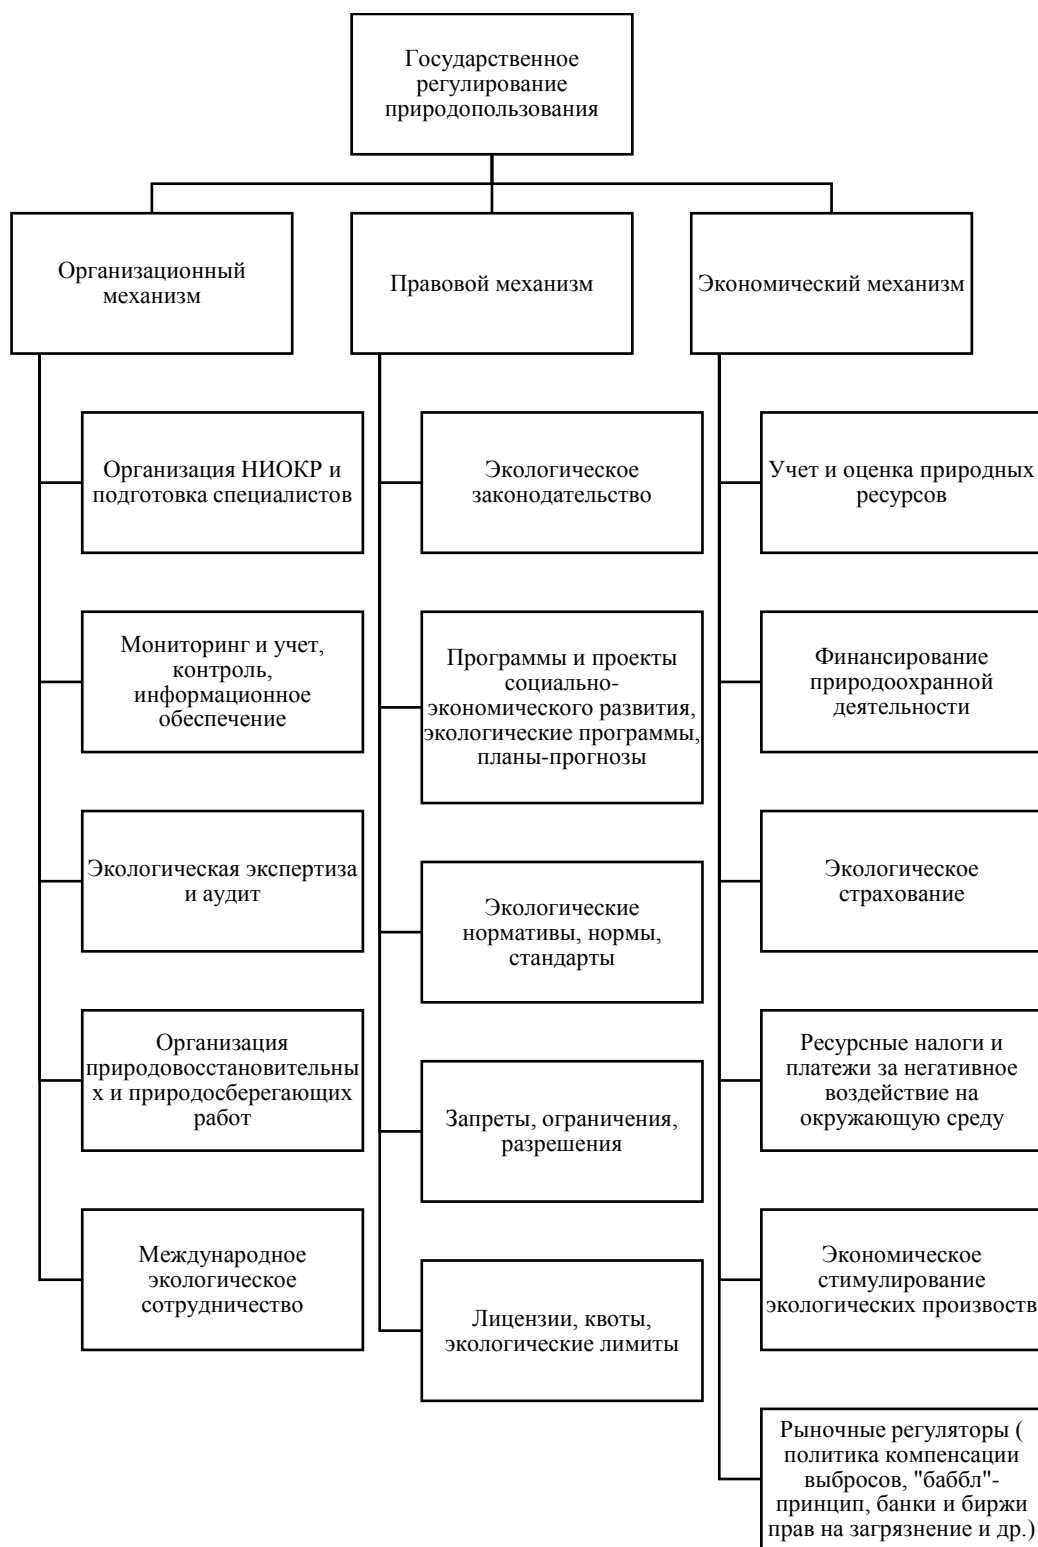 Государственное
регулирование
природопользования
Организационный
механизм
Правовой механизм
Экономический механизм
Организация НИОКР и
подготовка специалистов
Экологическое
законодательство
Учет и оценка природных
ресурсов
Мониторинг и учет,
контроль,
информационное
обеспечение
Программы и проекты
социально-
экономического развития,
экологические программы,
планы-прогнозы
Финансирование
природоохранной
деятельности
Экологическая экспертиза
и аудит
Экологические
нормативы, нормы,
стандарты
Экологическое
страхование
Организация
природовосстановительны
х и природосберегающих
работ
Запреты, ограничения,
разрешения
Ресурсные налоги и
платежи за негативное
воздействие на
окружающую среду
Международное
экологическое
сотрудничество
Лицензии, квоты,
экологические лимиты
Экономическое
стимулирование
экологических произвоств
Рыночные регуляторы (
политика компенсации
выбросов, "баббл"-
принцип, банки и биржи
прав на загрязнение и др.)